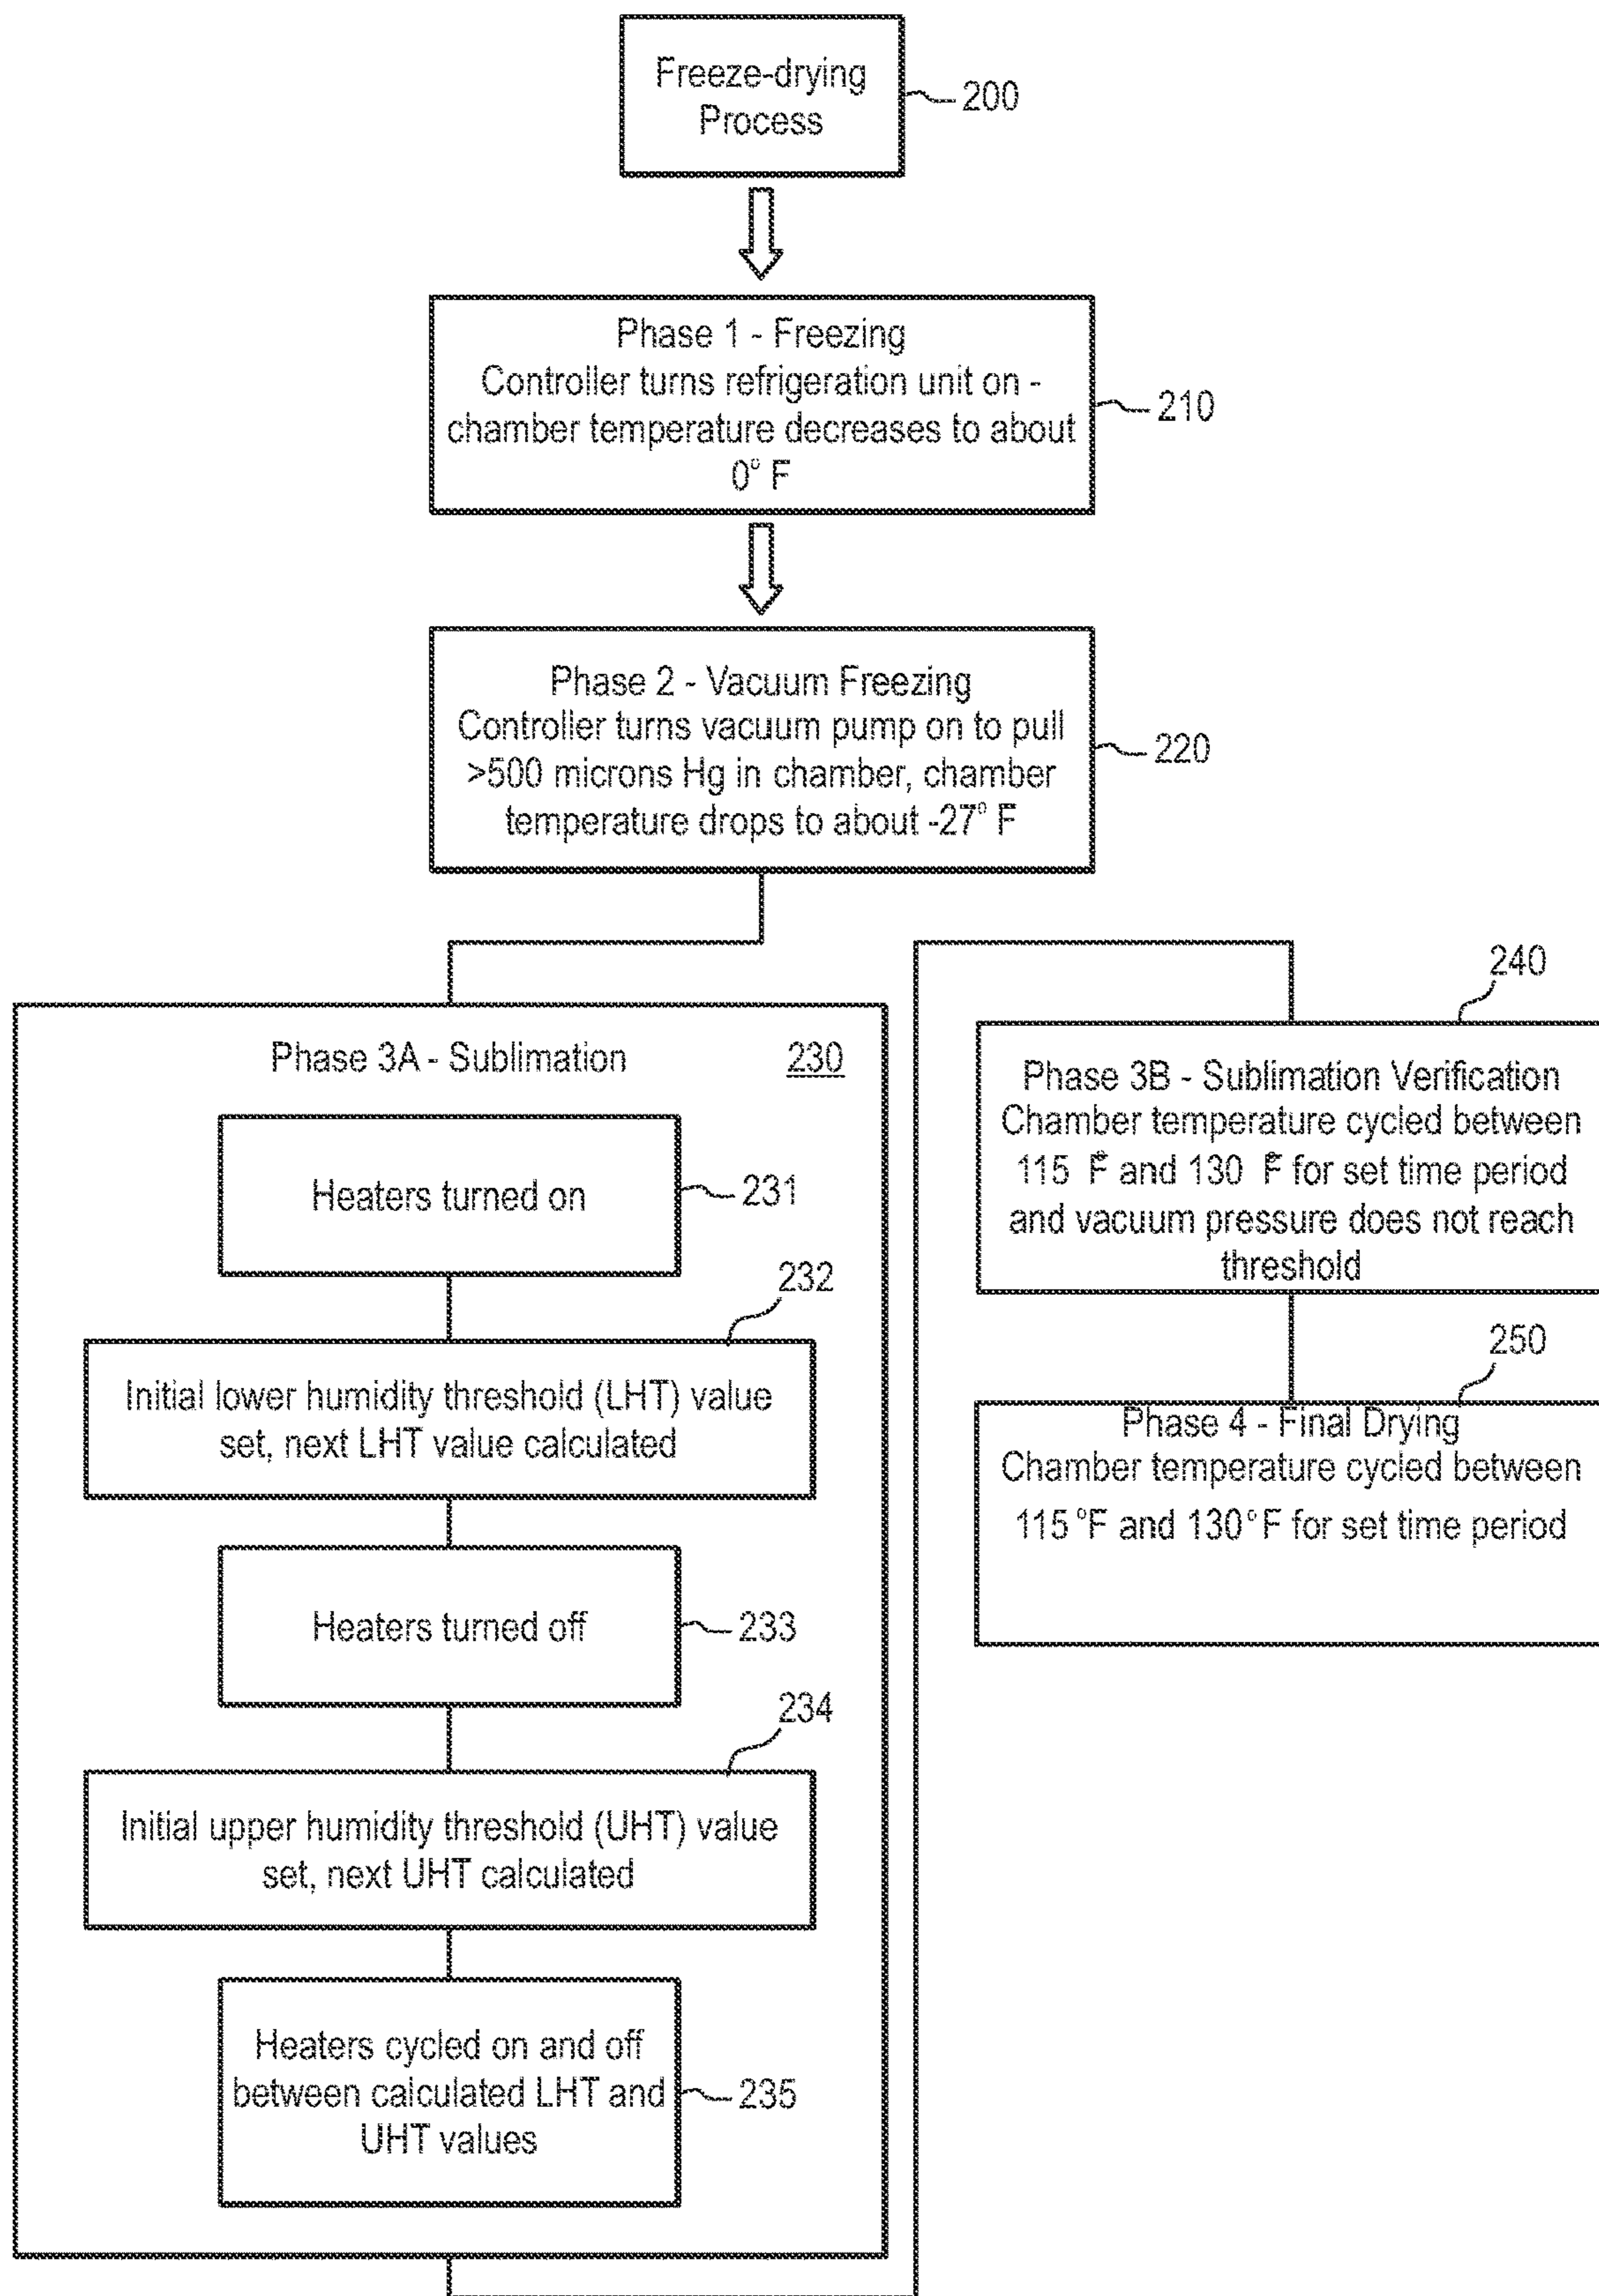 Freeze-drying
Process
200
Phase 1 - Freezing
Controller turns refrigeration unit on -
chamber temperature decreases to about
0° F
210
Phase 2 - Vacuum Freezing
Controller turns vacuum pump on to pull
>500 microns Hg in chamber, chamber
temperature drops to about -27° F
220
Phase 3A - Sublimation
230
Heaters turned on
231
232
Initial lower humidity threshold (LHT) value
set, next LHT value calculated
Heaters turned off
233
234
Initial upper humidity threshold (UHT) value
set, next UHT calculated
Heaters cycled on and off
between calculated LHT and
UHT values
235
240
Phase 3B - Sublimation Verification
Chamber temperature cycled between
115 °F and 130 °F for set time period
and vacuum pressure does not reach
threshold
250
Phase 4 - Final Drying
Chamber temperature cycled between
115 °F and 130 °F for set time period